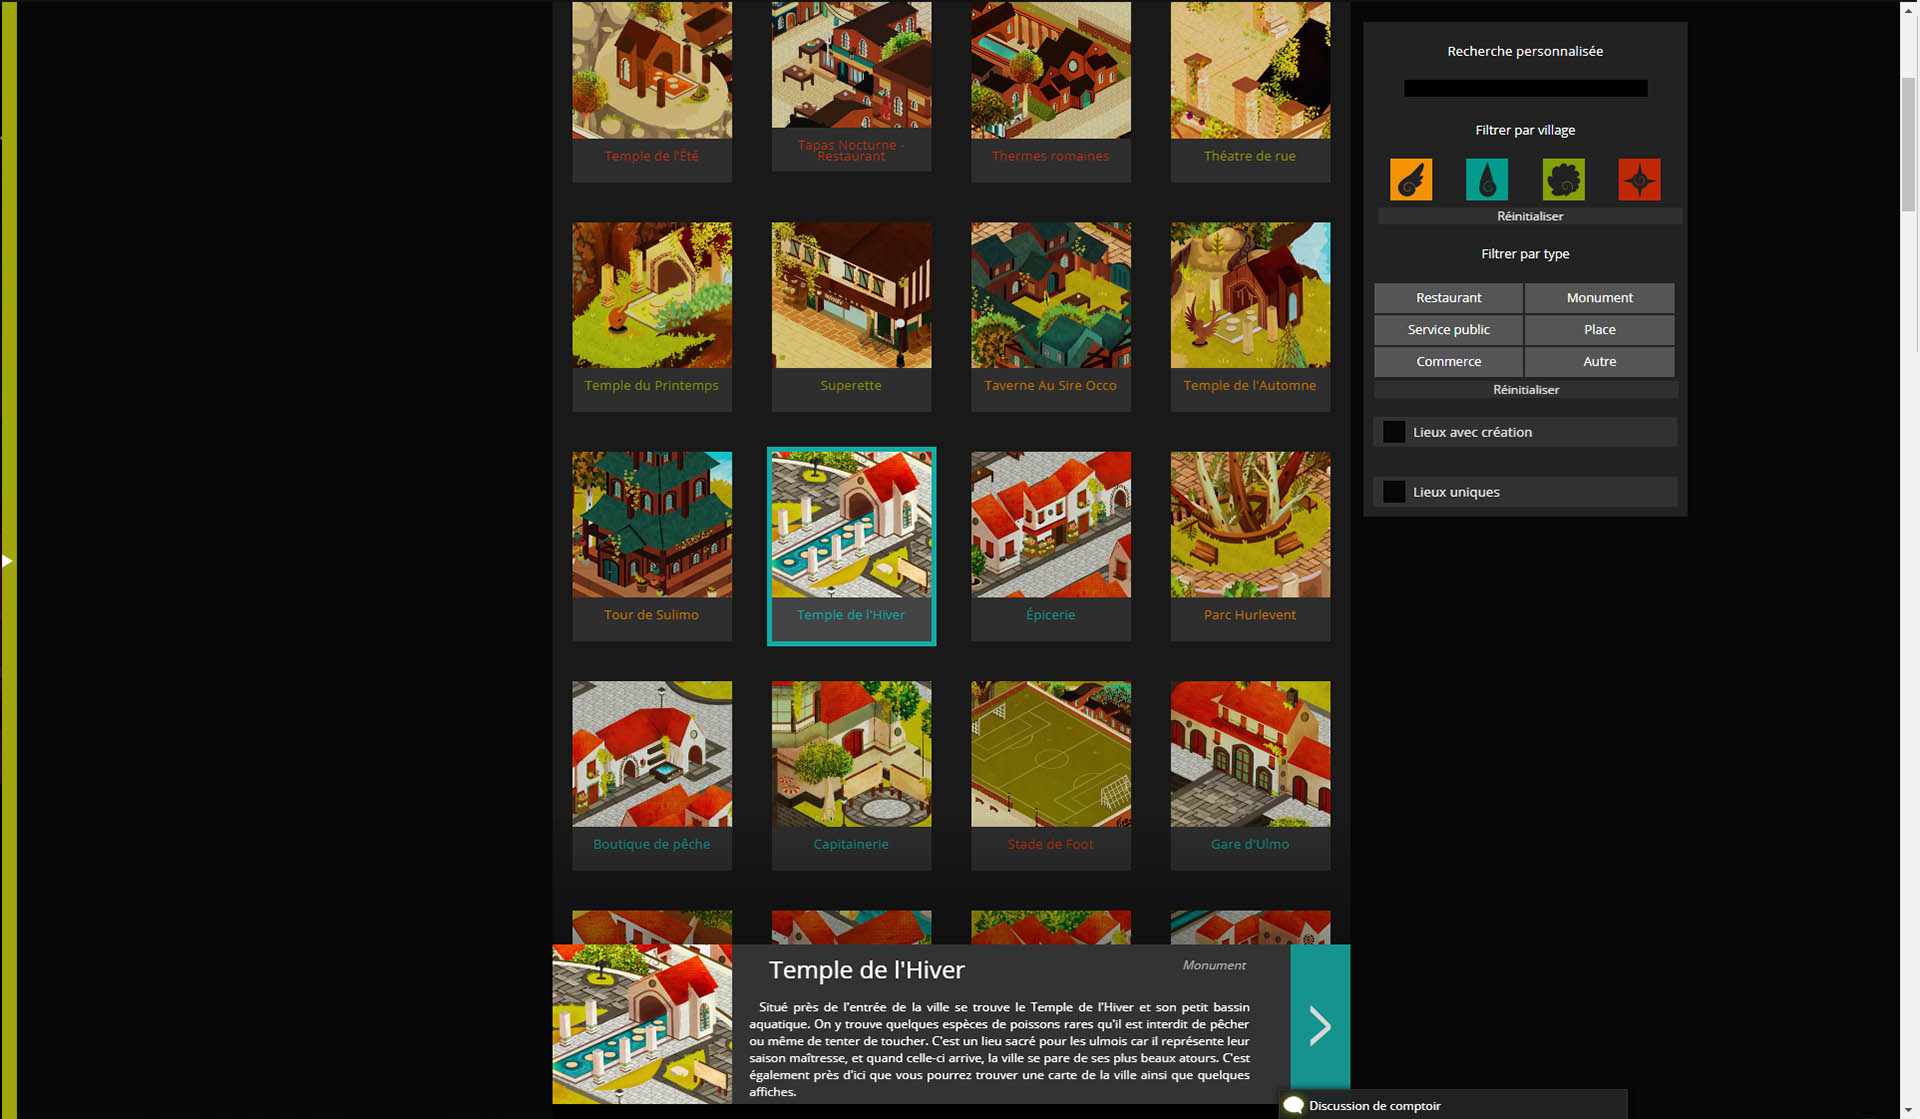 Temple de l'Été
Tapas Nocturne -
Restaurant
Thermes romaines
Théatre de rue
Temple du Printemps
Superette
Taverne Au Sire Occo
Temple de l'Automne
Tour de Sulimo
Temple de l'Hiver
Épicerie
Parc Hurlevent
Boutique de pêche
Capitainerie
Stade de Foot
Gare d'Ulmo
Temple de l'Hiver
Monument
Situé près de l'entrée de la ville se trouve le Temple de l'Hiver et son petit bassin
aquatique. On y trouve quelques espèces de poissons rares qu'il est interdit de pêcher
ou même de tenter de toucher. C'est un lieu sacré pour les ulmois car il représente leur
saison maîtresse, et quand celle-ci arrive, la ville se pare de ses plus beaux atours. C'est
également près d'ici que vous pourrez trouver une carte de la ville ainsi que quelques
affiches.
Recherche personnalisée
Filtrer par village
Réinitialiser
Filtrer par type
Restaurant
Monument
Service public
Place
Commerce
Autre
Réinitialiser
Lieux avec création
Lieux uniques
Discussion de comptoir